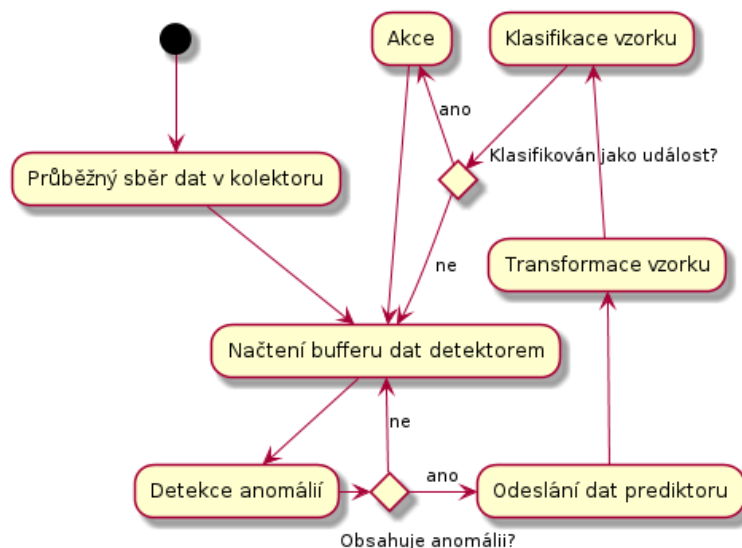 Akce
Klasifikace vzorku
ano
Klasifikován jako událost?
Průběžný sběr dat v kolektoru
ne
Transformace vzorku
Načtení bufferu dat detektorem
ne
Detekce anomálií
ano
Odeslání dat prediktoru
Obsahuje anomálii?